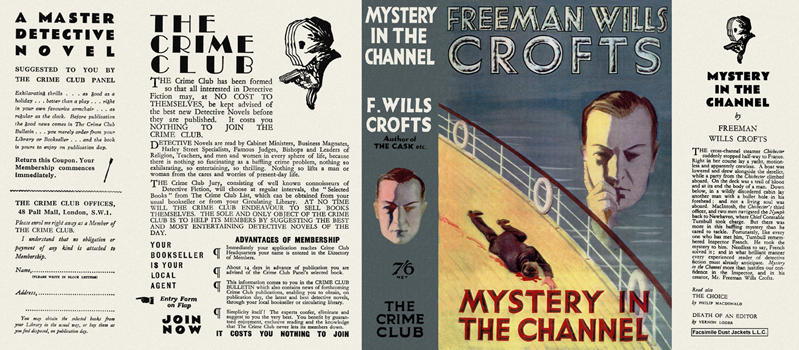 A MASTER
DETECTIVE
NOVEL
SUGGESTED TO YOU BY
THE CRIME CLUB PANEL
Exhilarating thrills . . . as good as a
holiday . . . better than a play . . . right
in your own favourite armchair . . . as
regular as the clock. Before publication
the good news comes in The Crime Club
Bulletin . . . you merely order from your
Library or Bookseller . . . and the book
is yours to enjoy on publication day.
Return this Coupon. Your
Membership commences
immediately.
THE CRIME CLUB OFFICES,
48 Pall Mall, London, S.W.1.
Please enrol me right away as a Member of
THE CRIME CLUB.
I understand that no obligation or
payment of any kind is attached to
Membership.
Name,
(PLEASE WRITE IN BLOCK LETTERS)
Address,
You may obtain the selected books from
your Library in the usual way, or buy them as
you feel disposed, on publication day.
THE
CRIME
CLUB
THE Crime Club has been formed
so that all interested in Detective
Fiction may, at NO COST TO
THEMSELVES, be kept advised of
the best new Detective Novels before
they are published. It costs you
NOTHING TO JOIN THE
CRIME CLUB.
DETECTIVE Novels are read by Cabinet Ministers, Business Magnates,
Harley Street Specialists, Famous Judges, Bishops and Leaders of
Religion, Teachers, and men and women in every sphere of life, because
there is nothing so fascinating as a baffling crime problem, nothing so
exhilarating, so entertaining, so thrilling. Nothing so lifts a man or
woman from the cares and worries of present-day life.
The Crime Club Jury, consisting of well known connoisseurs of
Detective Fiction, will choose at regular intervals, the "Selected
Books" from The Crime Club List, which can be obtained from your
usual bookseller or from your Circulating Library. AT NO TIME
WILL THE CRIME CLUB ENDEAVOUR TO SELL BOOKS
THEMSELVES. THE SOLE AND ONLY OBJECT OF THE CRIME
CLUB IS TO HELP ITS MEMBERS BY SUGGESTING THE BEST
AND MOST ENTERTAINING DETECTIVE NOVELS OF THE
DAY.
ADVANTAGES OF MEMBERSHIP
YOUR
BOOKSELLER
IS YOUR
LOCAL
AGENT
Entry Form
on Flap
JOIN
NOW
¶ Immediately your application reaches Crime Club
Headquarters your name is entered in the Directory
of Members.
¶ About 14 days in advance of publication you are
advised of the Crime Club Panel's selected book.
¶ This information comes to you in the CRIME CLUB
BULLETIN which also contains news of forthcoming
Crime Club publications, enabling you to obtain, on
publication day, the latest and best detective novels,
through your local bookseller or circulating library.
¶ Simplicity itself! The experts confer, eliminate and
suggest to you the very best. You benefit by guaran-
teed enjoyment, exclusive reading and the knowledge
that The Crime Club never lets its members down.
IT COSTS YOU NOTHING TO JOIN
MYSTERY
IN THE
CHANNEL
F. WILLS
CROFTS
Author of
THE CASK etc.
7/6
NET
THE
CRIME
CLUB
FREEMAN WILLS
CROFTS
MYSTERY IN
THE CHANNEL
MYSTERY
IN THE
CHANNEL
by
FREEMAN
WILLS CROFTS
THE cross-channel steamer Chichester
suddenly stopped half-way to France.
Right in her course lay a yacht, motion-
less and apparently crewless. A boat was
lowered and drew alongside the derelict,
while a party from the Chichester climbed
aboard. On the deck was a trail of blood
and at its end the body of a man. Down
below, in a wildly disordered cabin lay
another man with a bullet hole in his
forehead; and not a living soul was
aboard. Macintosh, the Chichester's third
officer, and two men navigated the Nymph
back to Newhaven, where Chief Constable
Turnbull took charge. But there was
more in this baffling mystery than he
cared to tackle. Fortunately, like every
one who has met him, Turnbull remem-
bered Inspector French. He took the
mystery to him. Needless to say, French
solved it; and in what brilliant manner
every experienced reader of detective
fiction must already anticipate. Mystery
in the Channel more than justifies our con-
fidence in the Inspector, and in his
creator, Mr. Freeman Wills Crofts.
Read also
THE CHOICE
by PHILIP MACDONALD
DEATH OF AN EDITOR
by VERNON LODER
Facsimile Dust Jackets L.L.C.